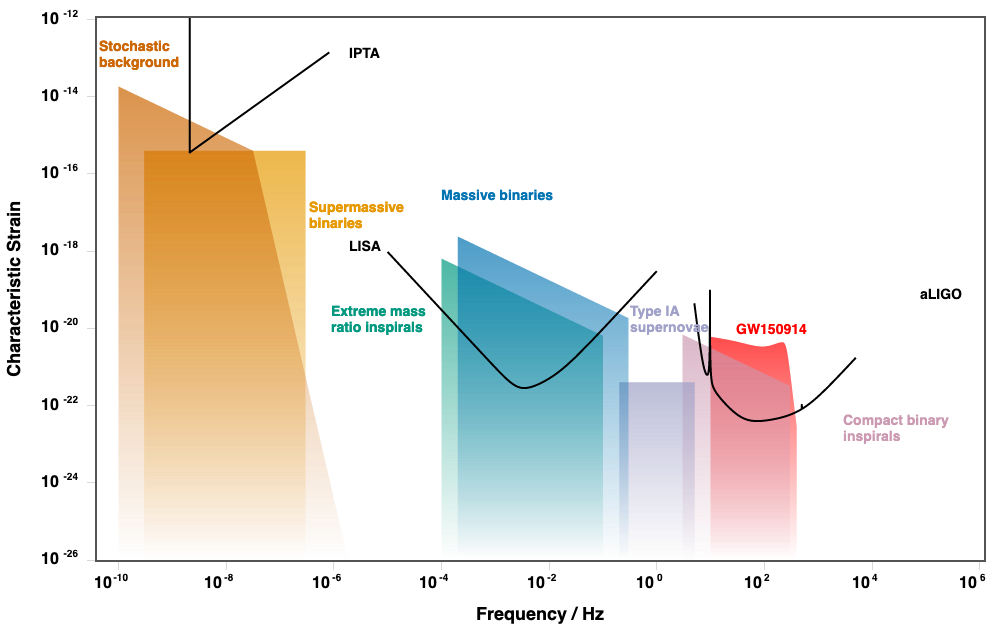 10 -12
Stochastic
background
IPTA
10 -14
10 -16
Supermassive
binaries
Massive binaries
10 -18
LISA
Extreme mass
ratio inspirals
Type IA
supernovae
aLIGO
GW150914
10 -20
10 -22
Compact binary
inspirals
10 -24
10 -26
Characteristic Strain
10 -10
10 -8
10 -6
10 -4
10 -2
10 0
10 2
10 4
10 6
Frequency / Hz